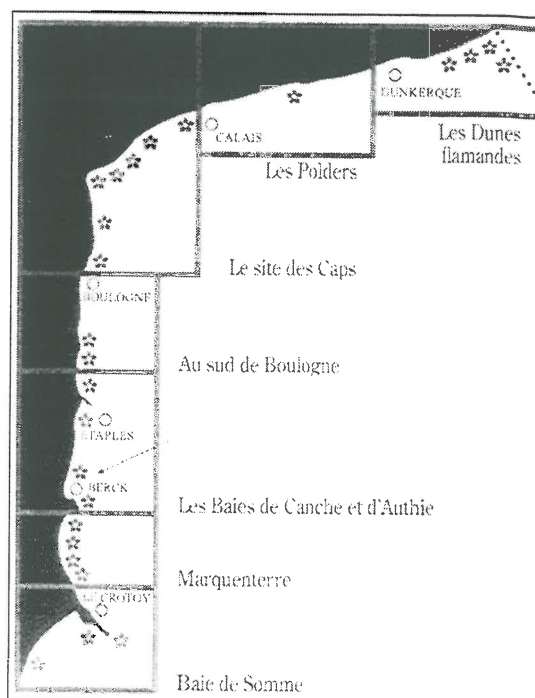 DUNKERQUE
Les Dunes
flamandes
CALAIS
Les Polders
Le site des Caps
BOULOGNE
Au sud de Boulogne
ETAPLES
BERCK
Les Baies de Canche et d'Authie
Marquenterre
LE CROTOY
Baie de Somme